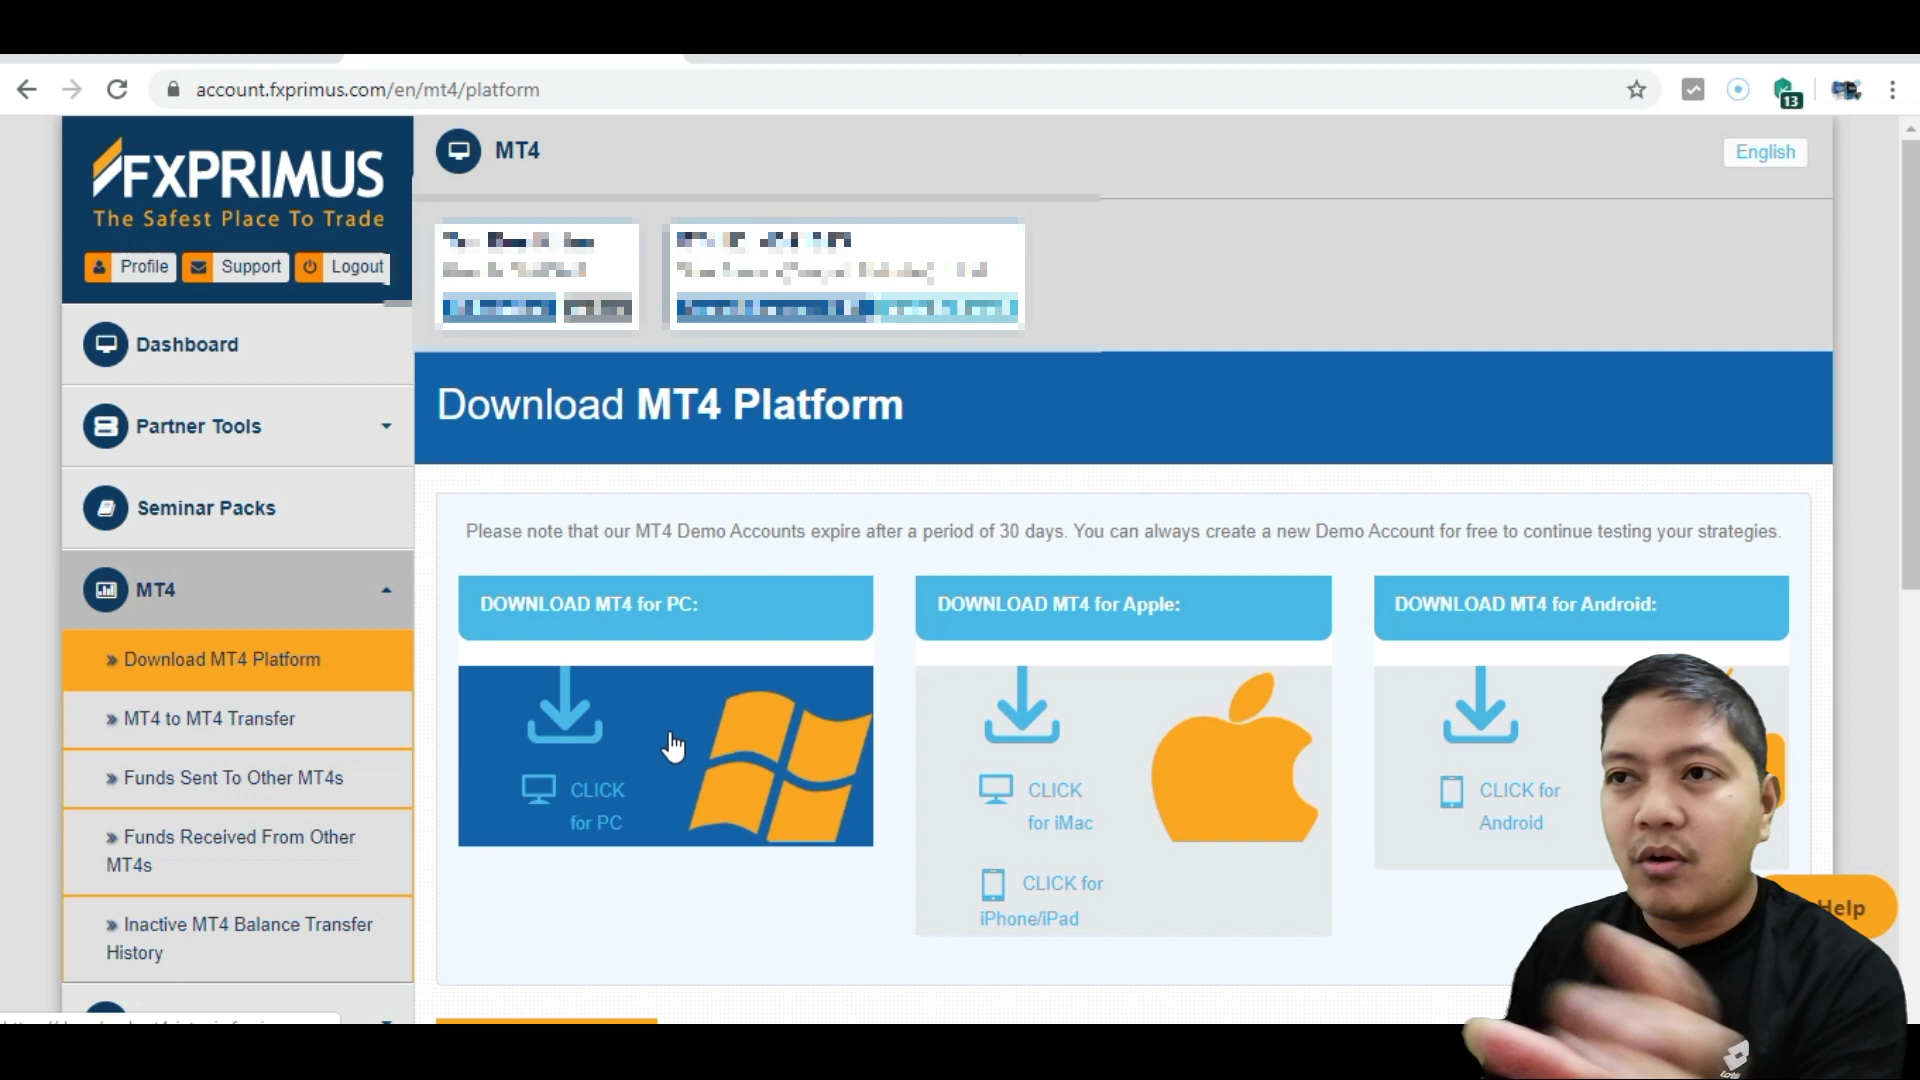 account.fxprimus.com/en/mt4/platform
13
FXPRIMUS
The Safest Place To Trade
Profile
Support
Logout
Dashboard
Partner Tools
Seminar Packs
MT4
» Download MT4 Platform
» MT4 to MT4 Transfer
» Funds Sent To Other MT4s
» Funds Received From Other
MT4s
» Inactive MT4 Balance Transfer
History
MT4
English
Download MT4 Platform
Please note that our MT4 Demo Accounts expire after a period of 30 days. You can always create a new Demo Account for free to continue testing your strategies.
DOWNLOAD MT4 for PC:
CLICK
for PC
DOWNLOAD MT4 for Apple:
CLICK
for iMac
CLICK for
iPhone/iPad
DOWNLOAD MT4 for Android:
CLICK for
Android
Help